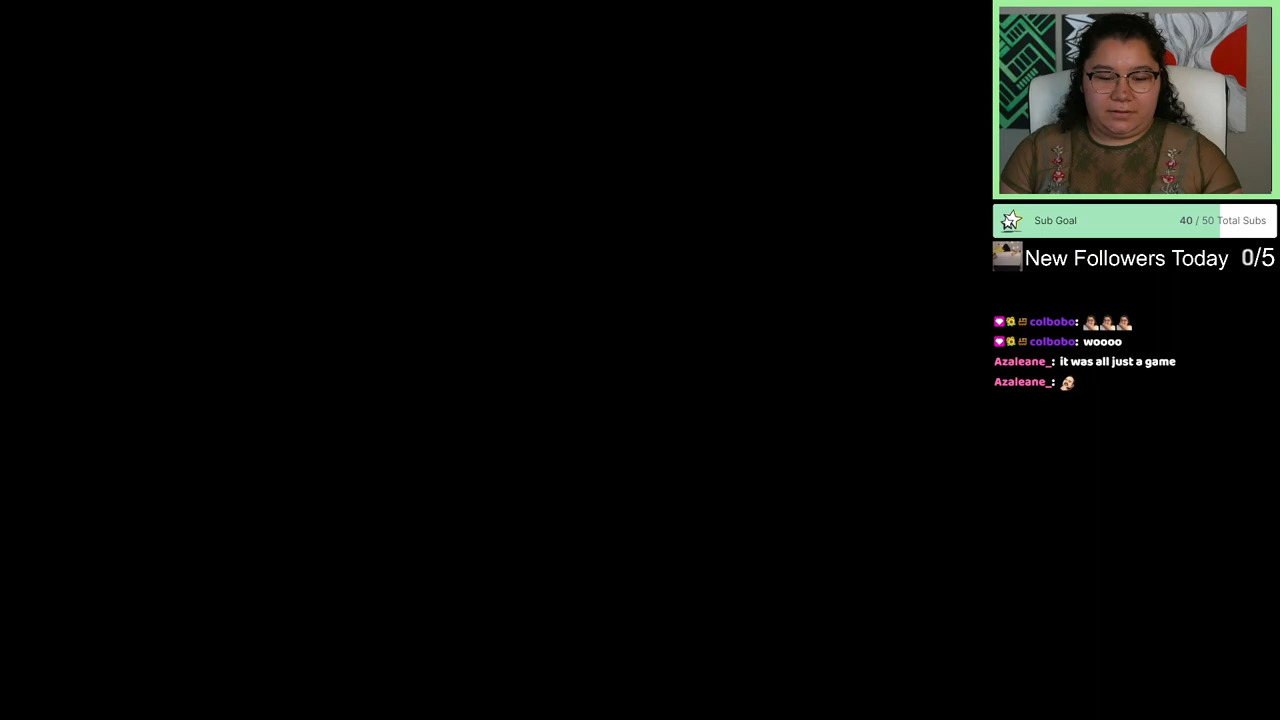 Sub Goal 40 / 50 Total Subs
New Followers Today 0/5
colbobo:
colbobo: woooo
Azaleane_: it was all just a game
Azaleane_: